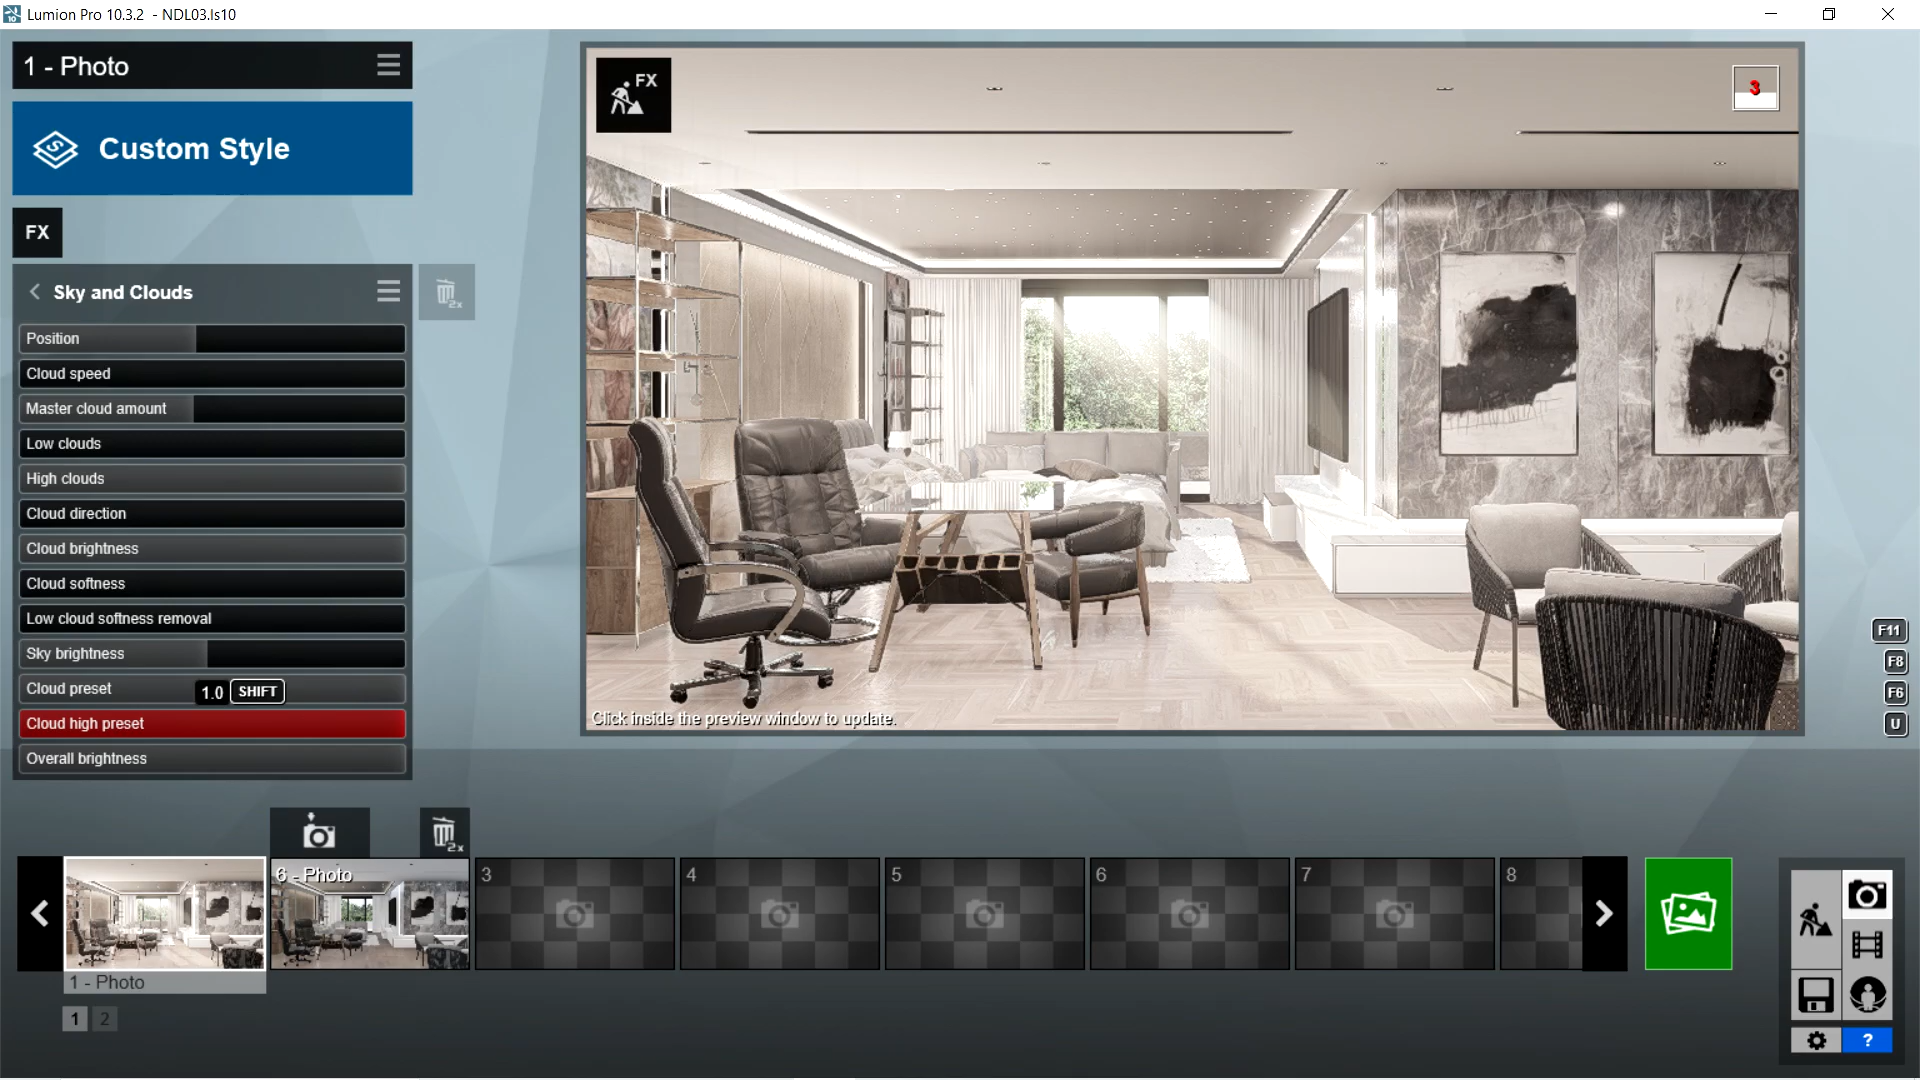 Lumion Pro 10.3.2 - NDL03.ls10
1 - Photo
Custom Style
FX
Sky and Clouds
2x
Position
Cloud speed
Master cloud amount
Low clouds
High clouds
Cloud direction
Cloud brightness
Cloud softness
Low cloud softness removal
Sky brightness
Cloud preset
1.0 SHIFT
Cloud high preset
Overall brightness
FX
3
Click inside the preview window to update.
F11
F8
F6
U
2x
6 - Photo
3
4
5
6
7
8
1 - Photo
1 2
?